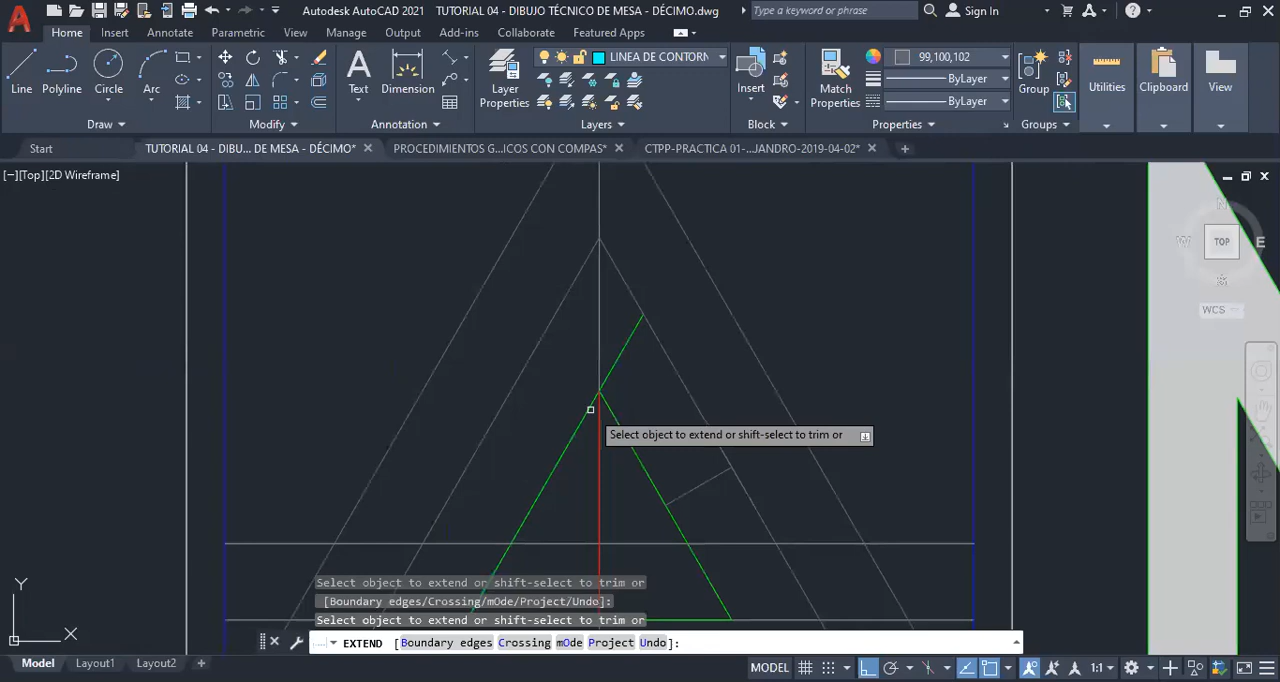 Autodesk AutoCAD 2021 TUTORIAL 04 - DIBUJO TÉCNICO DE MESA - DÉCIMO.dwg Type a keyword or phrase Sign In
Home Insert Annotate Parametric View Manage Output Add-ins Collaborate Featured Apps
Line Polyline Circle Arc Text Dimension Layer Properties LINEA DE CONTORN Insert Match Properties 99,100,102 ByLayer ByLayer Group Utilities Clipboard View
Draw Modify Annotation Layers Block Properties Groups
Start TUTORIAL 04 - DIBU... DE MESA - DÉCIMO* PROCEDIMIENTOS G...ICOS CON COMPAS* CTPP-PRACTICA 01-...JANDRO-2019-04-02*
[−][Top][2D Wireframe]
N
W TOP E
S
WCS
Select object to extend or shift-select to trim or
Select object to extend or shift-select to trim or
[Boundary edges/Crossing/mOde/Project/Undo]:
Select object to extend or shift-select to trim or
EXTEND [Boundary edges Crossing mOde Project Undo]:
Y
X
Model Layout1 Layout2 + MODEL 1:1